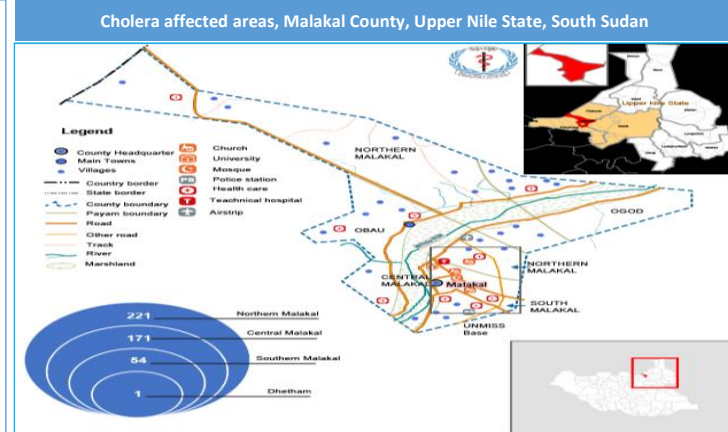 Cholera affected areas, Malakal County, Upper Nile State, South Sudan
Legend
County Headquarter
Main Towns
Villages
Country border
State border
County boundary
Payam boundary
Road
Other road
Track
River
Marshland
Church
University
Mosque
PS Police station
Health care
T Teachnical hospital
Airstrip
NORTHERN
MALAKAL
OBAU
OGOD
CENTRAL
MALAKAL
Malakal
T
NORTHERN
MALAKAL
SOUTH
MALAKAL
UNMISS
Base
Upper Nile State
221 Northern Malakal
171 Central Malakal
54 Southern Malakal
1 Dhetham